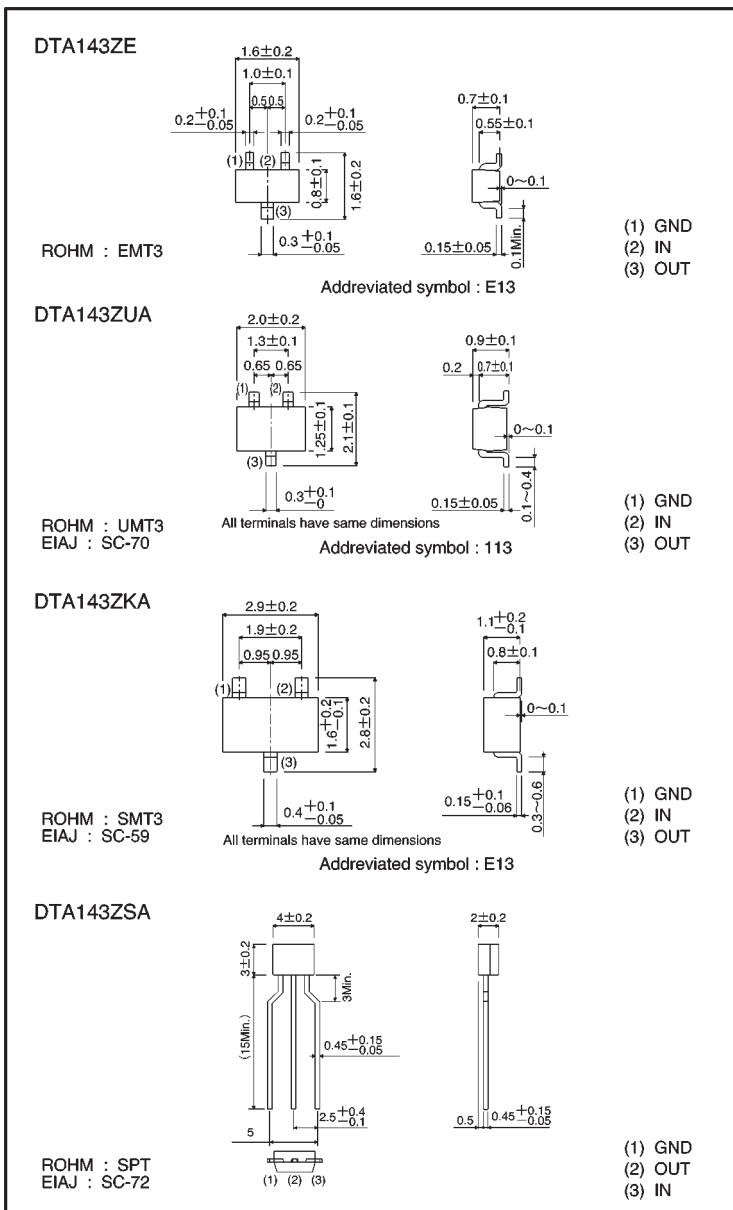 DTA143ZE
1.6±0.2
1.0±0.1
0.5 0.5
0.2+0.1−0.05
0.2+0.1−0.05
(1) (2)
(3)
0.8±0.1
1.6±0.2
0.3+0.1−0.05
0.7±0.1
0.55±0.1
0~0.1
0.15±0.05
0.1Min.
ROHM : EMT3
Addreviated symbol : E13
(1) GND
(2) IN
(3) OUT
DTA143ZUA
2.0±0.2
1.3±0.1
0.65 0.65
(1) (2)
(3)
1.25±0.1
2.1±0.1
0.3+0.1−0
0.9±0.1
0.2 0.7±0.1
0~0.1
0.15±0.05
0.1~0.4
All terminals have same dimensions
ROHM : UMT3
EIAJ : SC-70
Addreviated symbol : 113
(1) GND
(2) IN
(3) OUT
DTA143ZKA
2.9±0.2
1.9±0.2
0.95 0.95
(1) (2)
(3)
1.6+0.2−0.1
2.8±0.2
0.4+0.1−0.05
1.1+0.2−0.1
0.8±0.1
0~0.1
0.15+0.1−0.06
0.3~0.6
All terminals have same dimensions
ROHM : SMT3
EIAJ : SC-59
Addreviated symbol : E13
(1) GND
(2) IN
(3) OUT
DTA143ZSA
4±0.2
3±0.2
3Min.
(15Min.)
0.45+0.15−0.05
2.5+0.4−0.1
5
(1) (2) (3)
2±0.2
0.5 0.45+0.15−0.05
ROHM : SPT
EIAJ : SC-72
(1) GND
(2) OUT
(3) IN